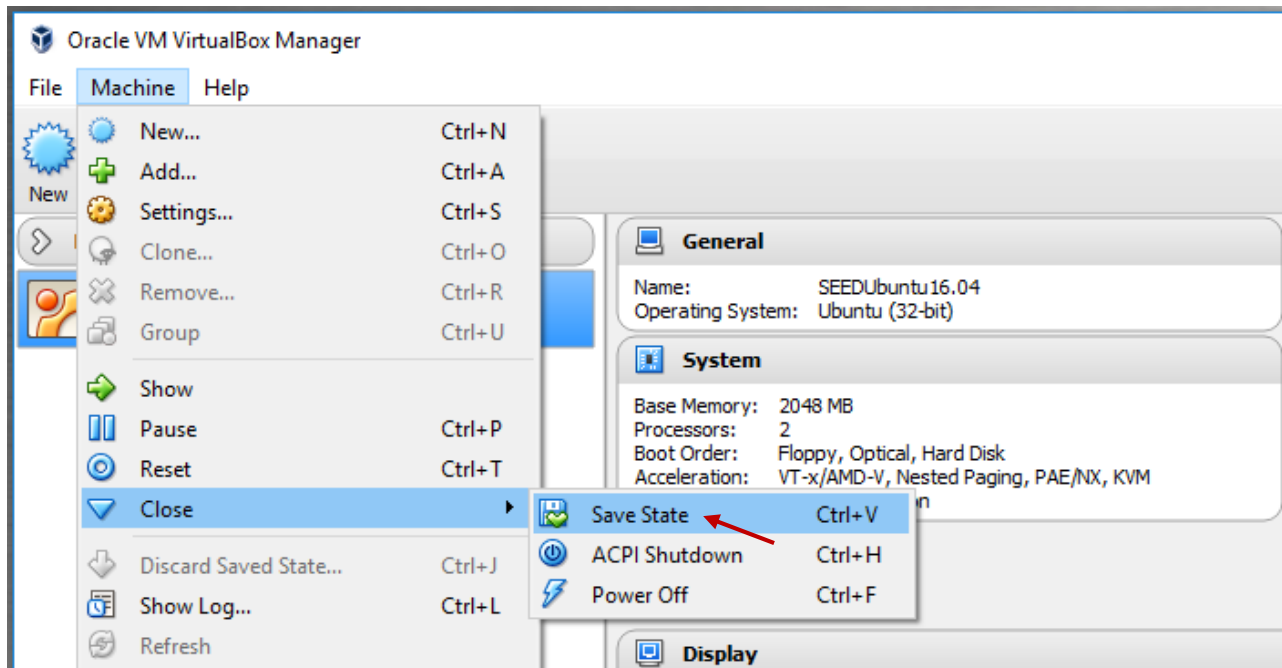 Oracle VM VirtualBox Manager
File Machine Help
New
New... Ctrl+N
Add... Ctrl+A
Settings... Ctrl+S
Clone... Ctrl+O
Remove... Ctrl+R
Group Ctrl+U
Show
Pause Ctrl+P
Reset Ctrl+T
Close
Discard Saved State... Ctrl+J
Show Log... Ctrl+L
Refresh
Save State Ctrl+V
ACPI Shutdown Ctrl+H
Power Off Ctrl+F
General
Name: SEEDUbuntu16.04
Operating System: Ubuntu (32-bit)
System
Base Memory: 2048 MB
Processors: 2
Boot Order: Floppy, Optical, Hard Disk
Acceleration: VT-x/AMD-V, Nested Paging, PAE/NX, KVM
Display